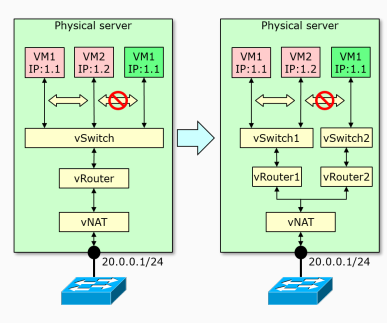 Physical server
VM1
IP:1.1
VM2
IP:1.2
VM1
IP:1.1
vSwitch
vRouter
vNAT
20.0.0.1/24
Physical server
VM1
IP:1.1
VM2
IP:1.2
VM1
IP:1.1
vSwitch1
vSwitch2
vRouter1
vRouter2
vNAT
20.0.0.1/24